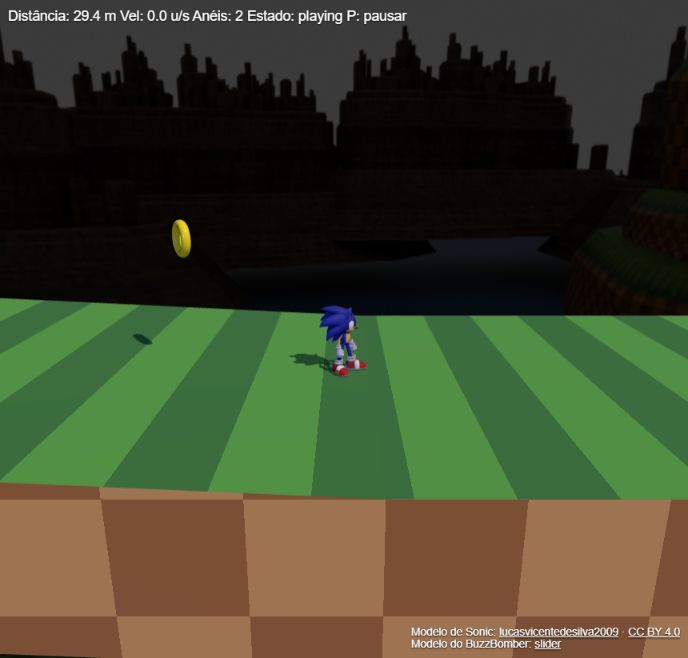 Distância: 29.4 m Vel: 0.0 u/s Anéis: 2 Estado: playing P: pausar
Modelo de Sonic: lucasvicentedesilva2009 · CC BY 4.0
Modelo do BuzzBomber: slider